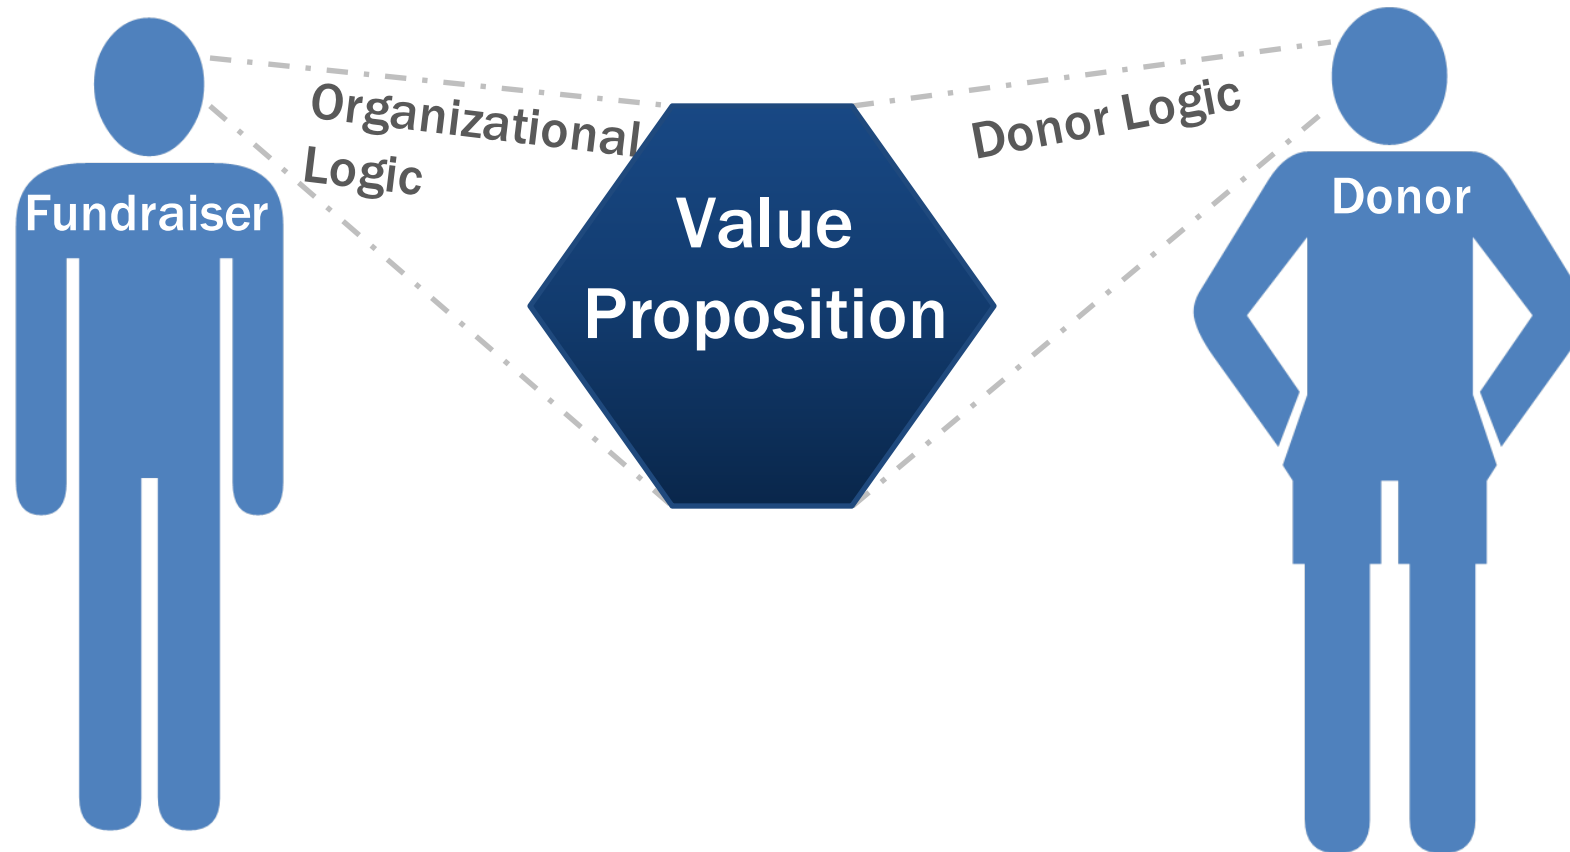 Organizational
Logic
Donor Logic
Fundraiser
Value
Proposition
Donor